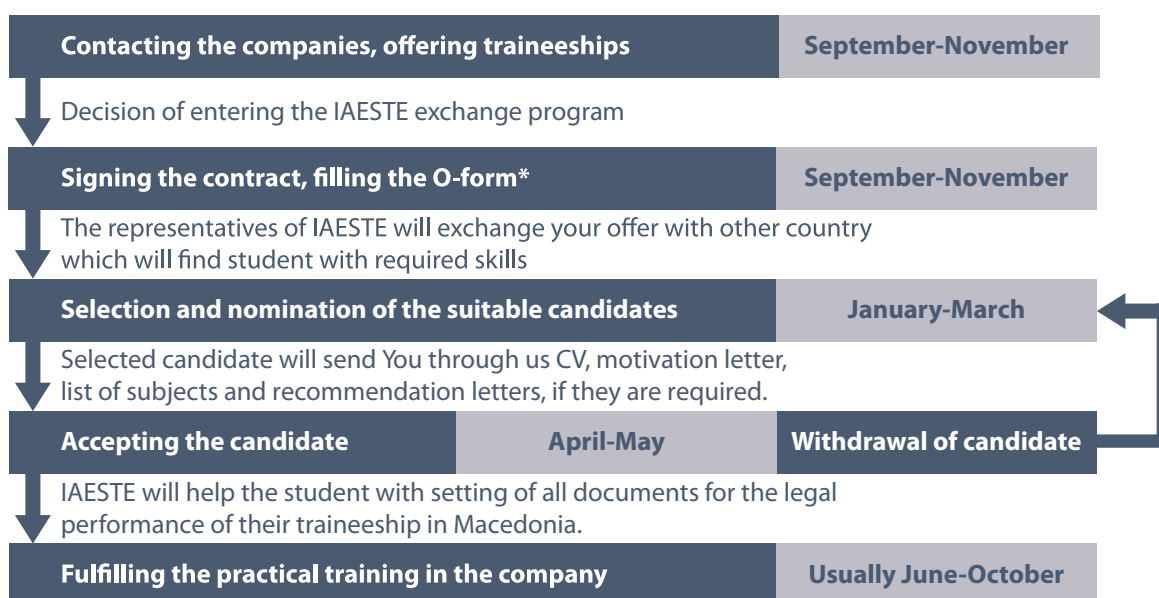 Contacting the companies, offering traineeships September-November
Decision of entering the IAESTE exchange program
Signing the contract, filling the O-form* September-November
The representatives of IAESTE will exchange your offer with other country
which will find student with required skills
Selection and nomination of the suitable candidates January-March
Selected candidate will send You through us CV, motivation letter,
list of subjects and recommendation letters, if they are required.
Accepting the candidate April-May Withdrawal of candidate
IAESTE will help the student with setting of all documents for the legal
performance of their traineeship in Macedonia.
Fulfilling the practical training in the company Usually June-October